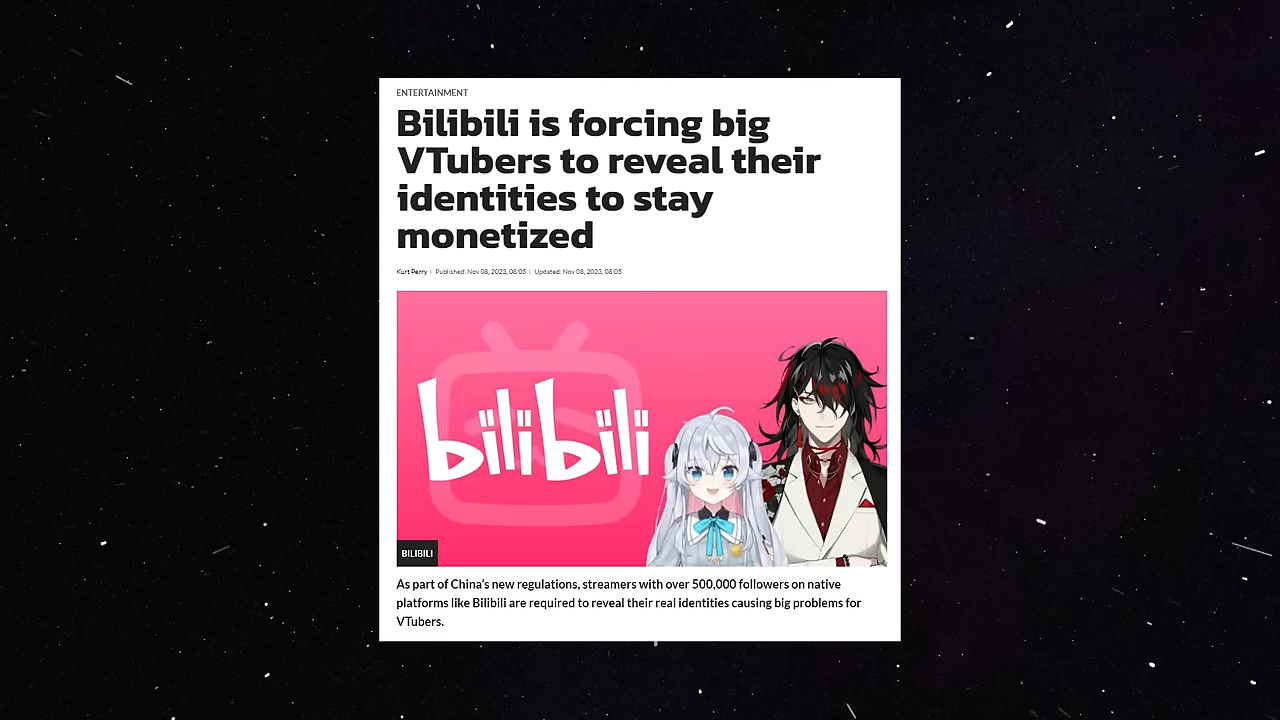 ENTERTAINMENT
Bilibili is forcing big
VTubers to reveal their
identities to stay
monetized
Kurt Perry | Published: Nov 08, 2023, 08:05 | Updated: Nov 08, 2023, 08:05
bilibili
BILIBILI
As part of China's new regulations, streamers with over 500,000 followers on native
platforms like Bilibili are required to reveal their real identities causing big problems for
VTubers.